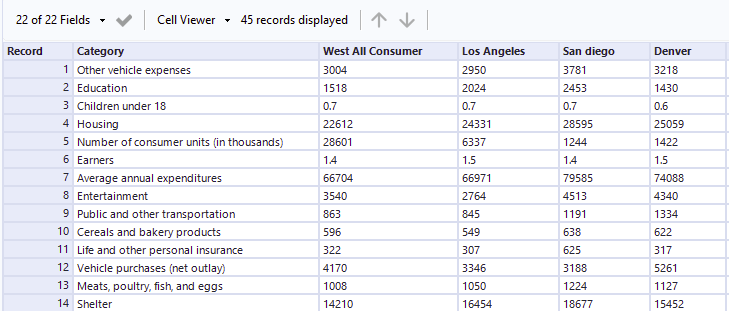 22 of 22 Fields Cell Viewer 45 records displayed
Record Category West All Consumer Los Angeles San diego Denver
1 Other vehicle expenses 3004 2950 3781 3218
2 Education 1518 2024 2453 1430
3 Children under 18 0.7 0.7 0.7 0.6
4 Housing 22612 24331 28595 25059
5 Number of consumer units (in thousands) 28601 6337 1244 1422
6 Earners 1.4 1.5 1.4 1.5
7 Average annual expenditures 66704 66971 79585 74088
8 Entertainment 3540 2764 4513 4340
9 Public and other transportation 863 845 1191 1334
10 Cereals and bakery products 596 549 638 622
11 Life and other personal insurance 322 307 625 317
12 Vehicle purchases (net outlay) 4170 3346 3188 5261
13 Meats, poultry, fish, and eggs 1008 1050 1224 1127
14 Shelter 14210 16454 18677 15452